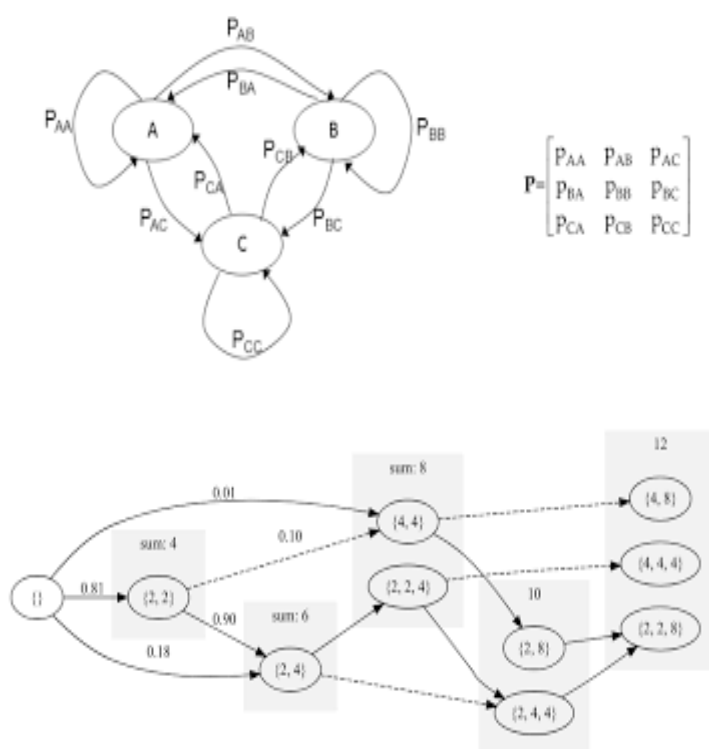 P_AB
P_BA
P_AA
A
B
P_BB
P_CB
P_CA
P_AC
P_BC
C
P_CC
P= [ p_AA p_AB p_AC
p_BA p_BB p_BC
p_CA p_CB p_CC ]
12
sum: 8
0.01
{4, 8}
{4, 4}
0.10
sum: 4
{4, 4, 4}
{2, 2, 4}
0.81
{}
{2, 2}
10
sum: 6
0.90
{2, 2, 8}
0.18
{2, 8}
{2, 4}
{2, 4, 4}